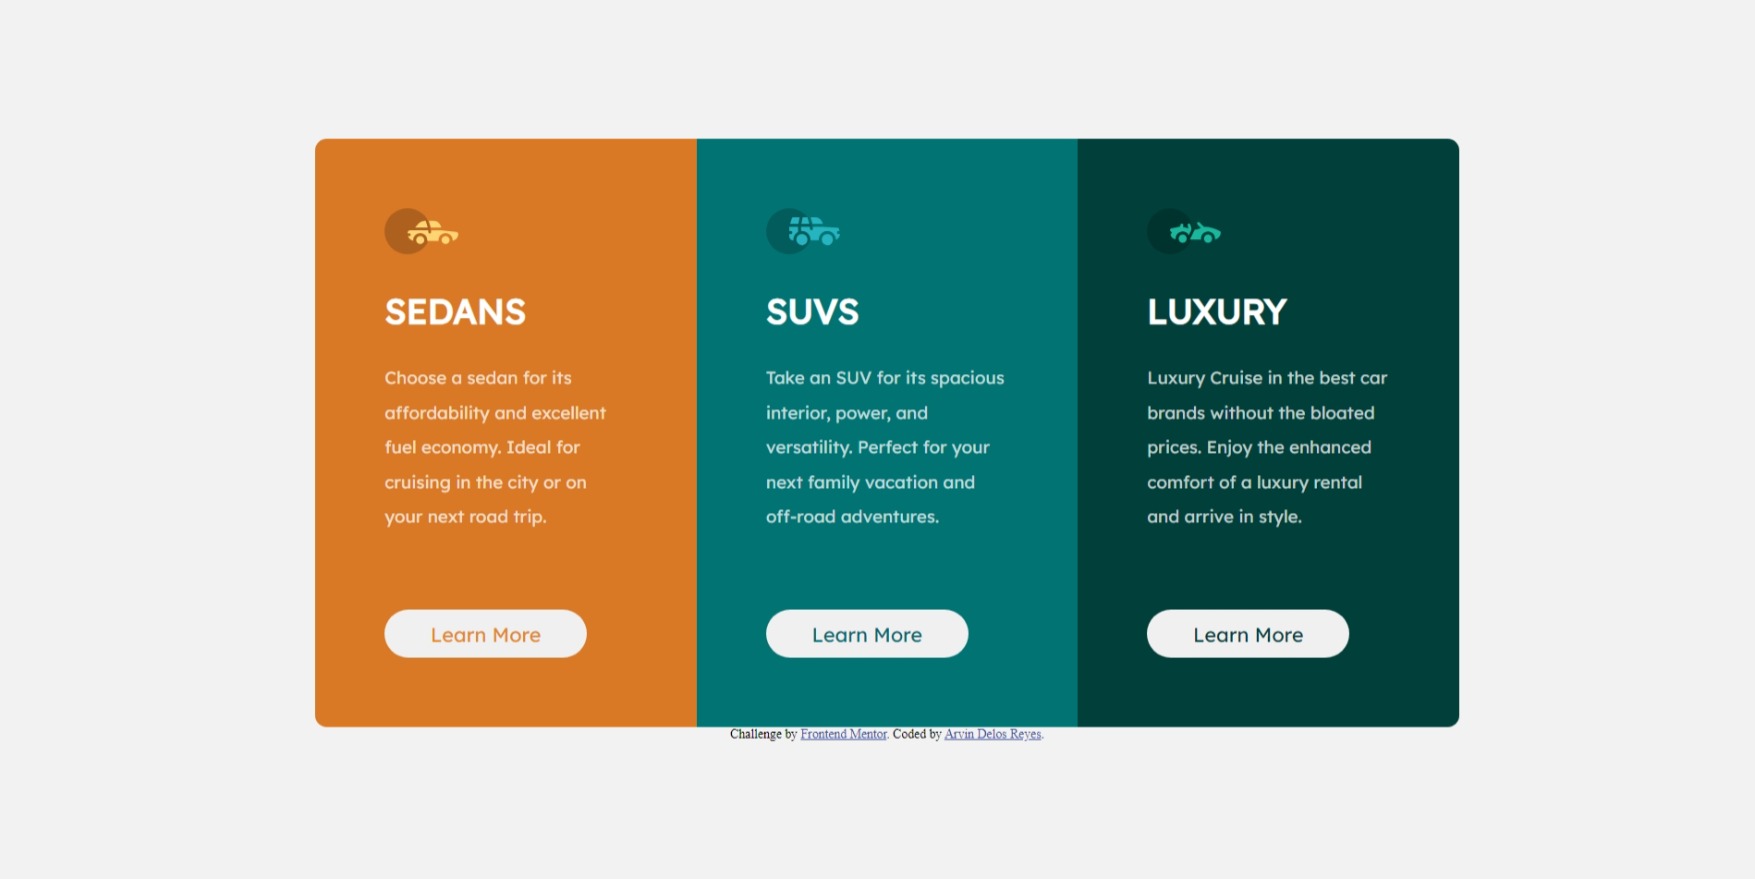 SEDANS
Choose a sedan for its
affordability and excellent
fuel economy. Ideal for
cruising in the city or on
your next road trip.
Learn More
SUVS
Take an SUV for its spacious
interior, power, and
versatility. Perfect for your
next family vacation and
off-road adventures.
Learn More
LUXURY
Luxury Cruise in the best car
brands without the bloated
prices. Enjoy the enhanced
comfort of a luxury rental
and arrive in style.
Learn More
Challenge by Frontend Mentor. Coded by Arvin Delos Reyes.